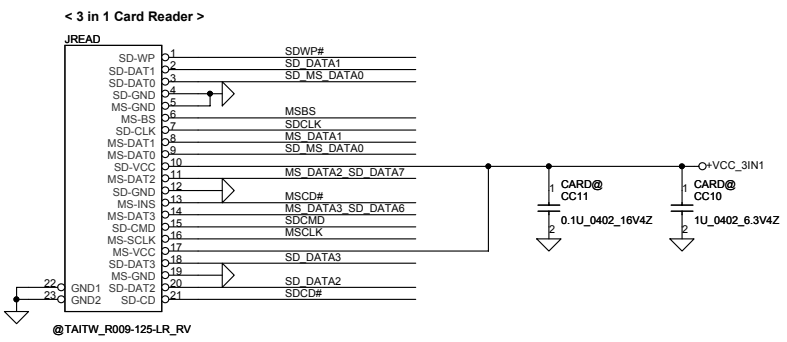 < 3 in 1 Card Reader >
JREAD
SD-WP 1 SDWP#
SD-DAT1 2 SD_DATA1
SD-DAT0 3 SD_MS_DATA0
SD-GND 4
MS-GND 5
MS-BS 6 MSBS
SD-CLK 7 SDCLK
MS-DAT1 8 MS_DATA1
MS-DAT0 9 SD_MS_DATA0
SD-VCC 10 +VCC_3IN1
MS-DAT2 11 MS_DATA2_SD_DATA7
SD-GND 12
MS-INS 13 MSCD#
MS-DAT3 14 MS_DATA3_SD_DATA6
SD-CMD 15 SDCMD
MS-SCLK 16 MSCLK
MS-VCC 17
SD-DAT3 18 SD_DATA3
MS-GND 19
22 GND1 SD-DAT2 20 SD_DATA2
23 GND2 SD-CD 21 SDCD#
@TAITW_R009-125-LR_RV
1 CARD@
CC11
0.1U_0402_16V4Z
2
1 CARD@
CC10
1U_0402_6.3V4Z
2